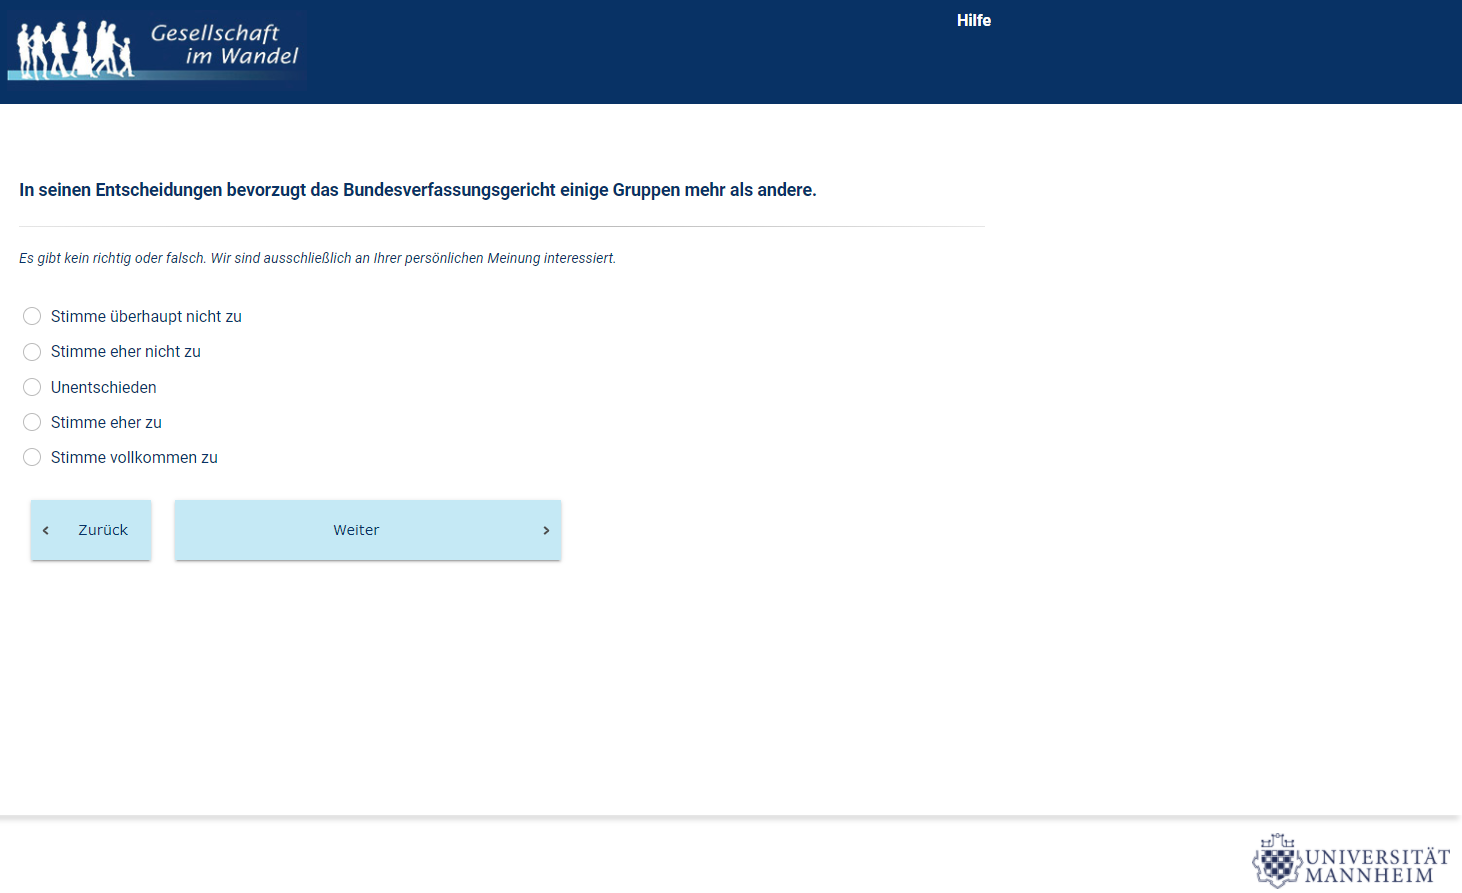 Gesellschaft
im Wandel
Hilfe
In seinen Entscheidungen bevorzugt das Bundesverfassungsgericht einige Gruppen mehr als andere.
Es gibt kein richtig oder falsch. Wir sind ausschließlich an Ihrer persönlichen Meinung interessiert.
Stimme überhaupt nicht zu
Stimme eher nicht zu
Unentschieden
Stimme eher zu
Stimme vollkommen zu
Zurück
Weiter
UNIVERSITÄT
MANNHEIM